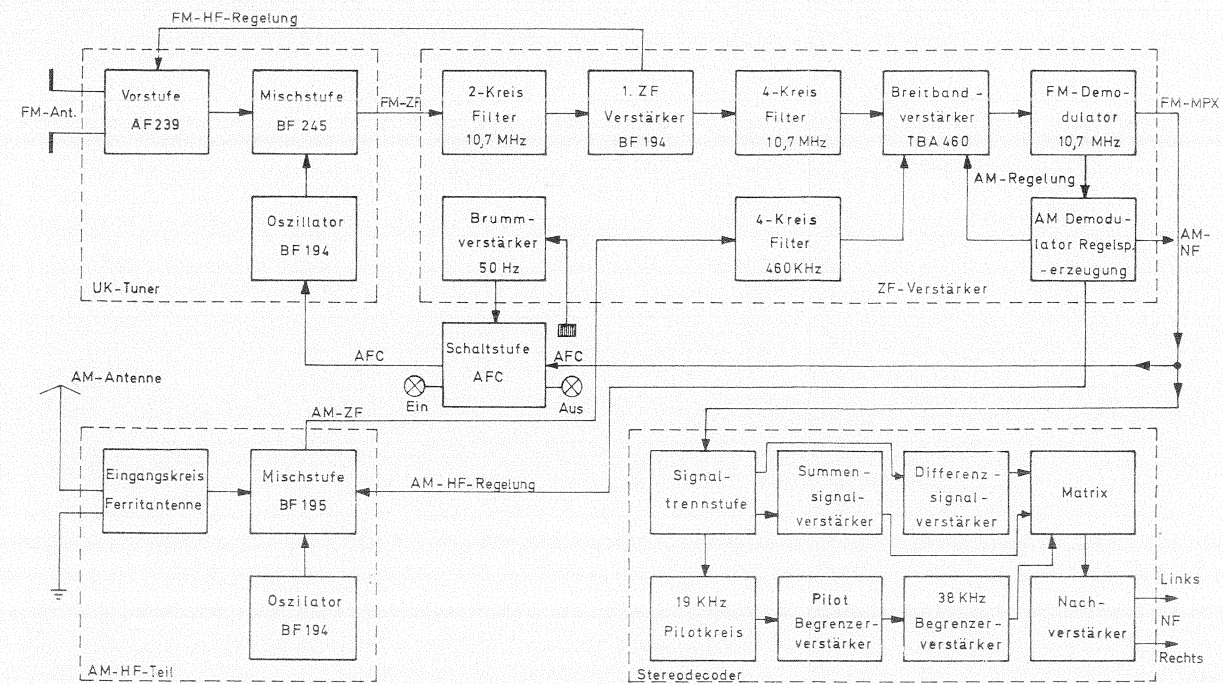 FM-HF-Regelung
FM-Ant.
Vorstufe
AF239
Mischstufe
BF 245
Oszillator
BF 194
UK-Tuner
FM-ZF
2-Kreis
Filter
10,7 MHz
1. ZF
Verstärker
BF 194
4-Kreis
Filter
10,7 MHz
Breitband-
verstärker
TBA 460
FM-Demo-
dulator
10,7 MHz
FM-MPX
AM-Regelung
Brumm-
verstärker
50 Hz
4-Kreis
Filter
460 KHz
AM Demodu-
lator Regelsp.
-erzeugung
AM-
NF
ZF-Verstärker
AFC
Schaltstufe
AFC
AFC
Ein
Aus
AM-Antenne
AM-ZF
Eingangskreis
Ferritantenne
Mischstufe
BF 195
AM-HF-Regelung
Oszilator
BF 194
AM-HF-Teil
Signal-
trennstufe
Summen-
signal-
verstärker
Differenz-
signal-
verstärker
Matrix
19 KHz
Pilotkreis
Pilot
Begrenzer-
verstärker
38 KHz
Begrenzer-
verstärker
Nach-
verstärker
Links
NF
Rechts
Stereodecoder